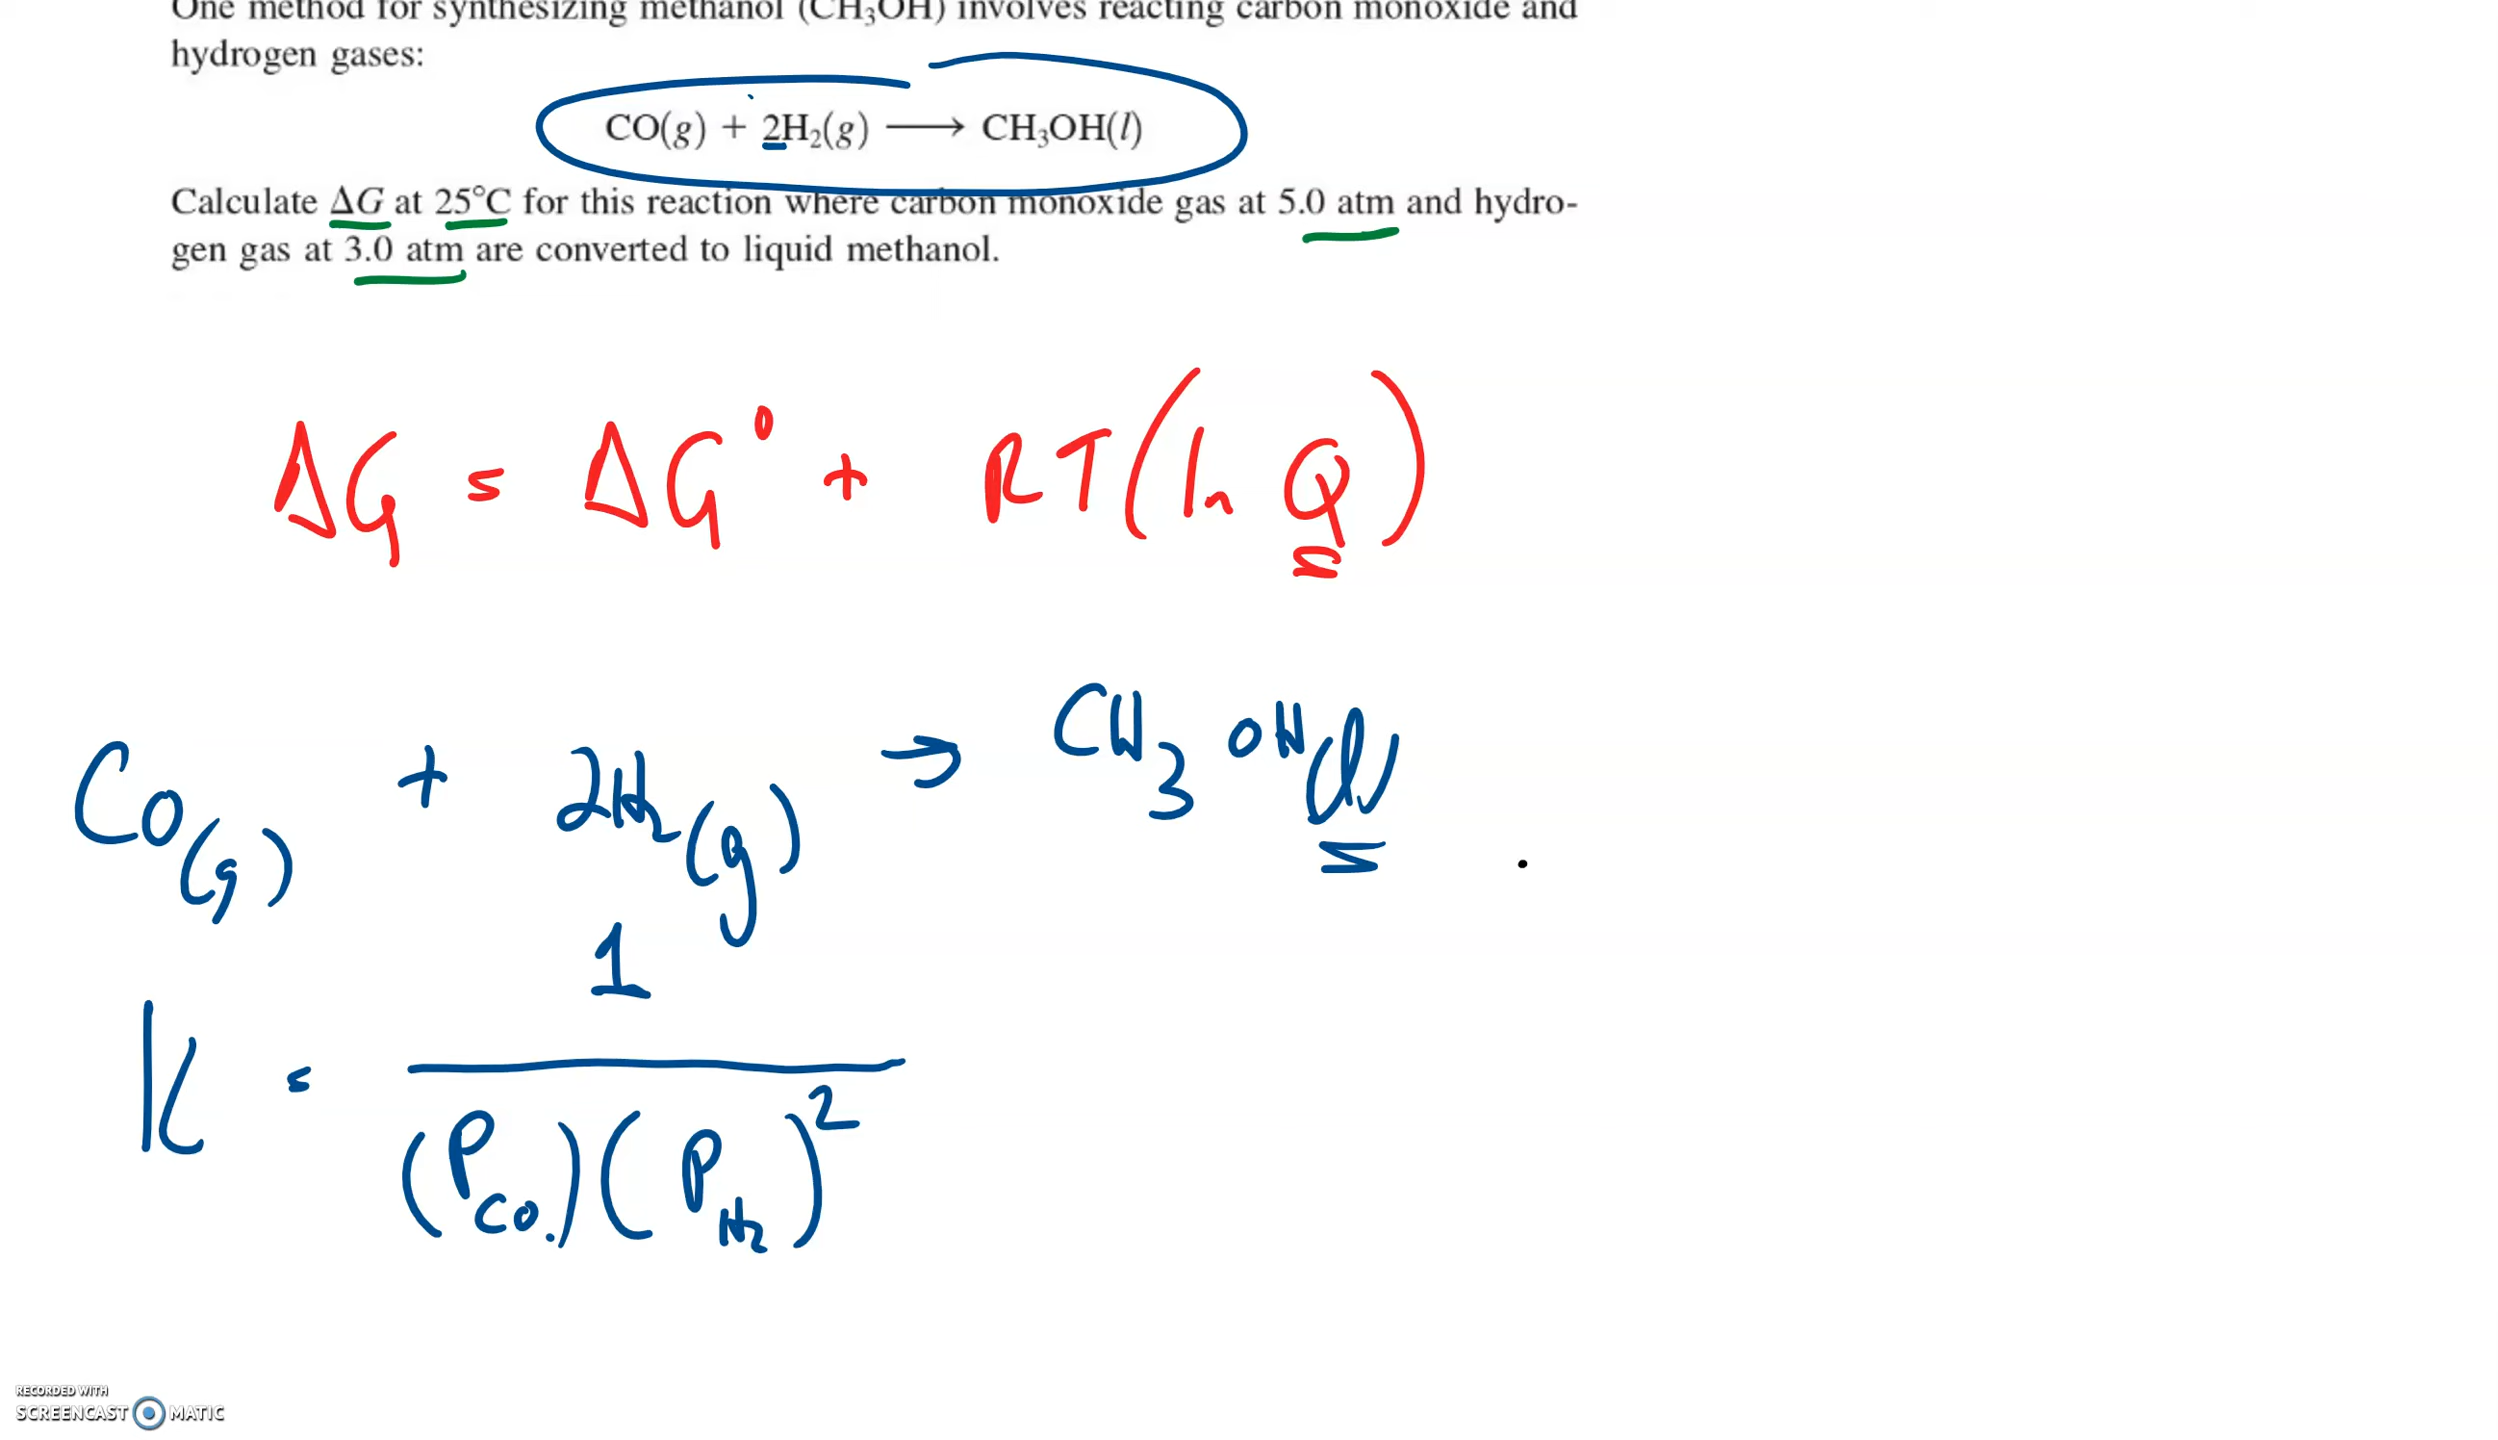 One method for synthesizing methanol (CH₃OH) involves reacting carbon monoxide and
hydrogen gases:
CO(g) + 2H₂(g) ⟶ CH₃OH(l)
Calculate ΔG at 25°C for this reaction where carbon monoxide gas at 5.0 atm and hydro-
gen gas at 3.0 atm are converted to liquid methanol.
ΔG = ΔG° + RT(ln Q)
CO(g) + 2H₂(g) → CH₃OH(l)
K = 1
(P_CO)(P_H₂)²
RECORDED WITH
SCREENCAST MATIC